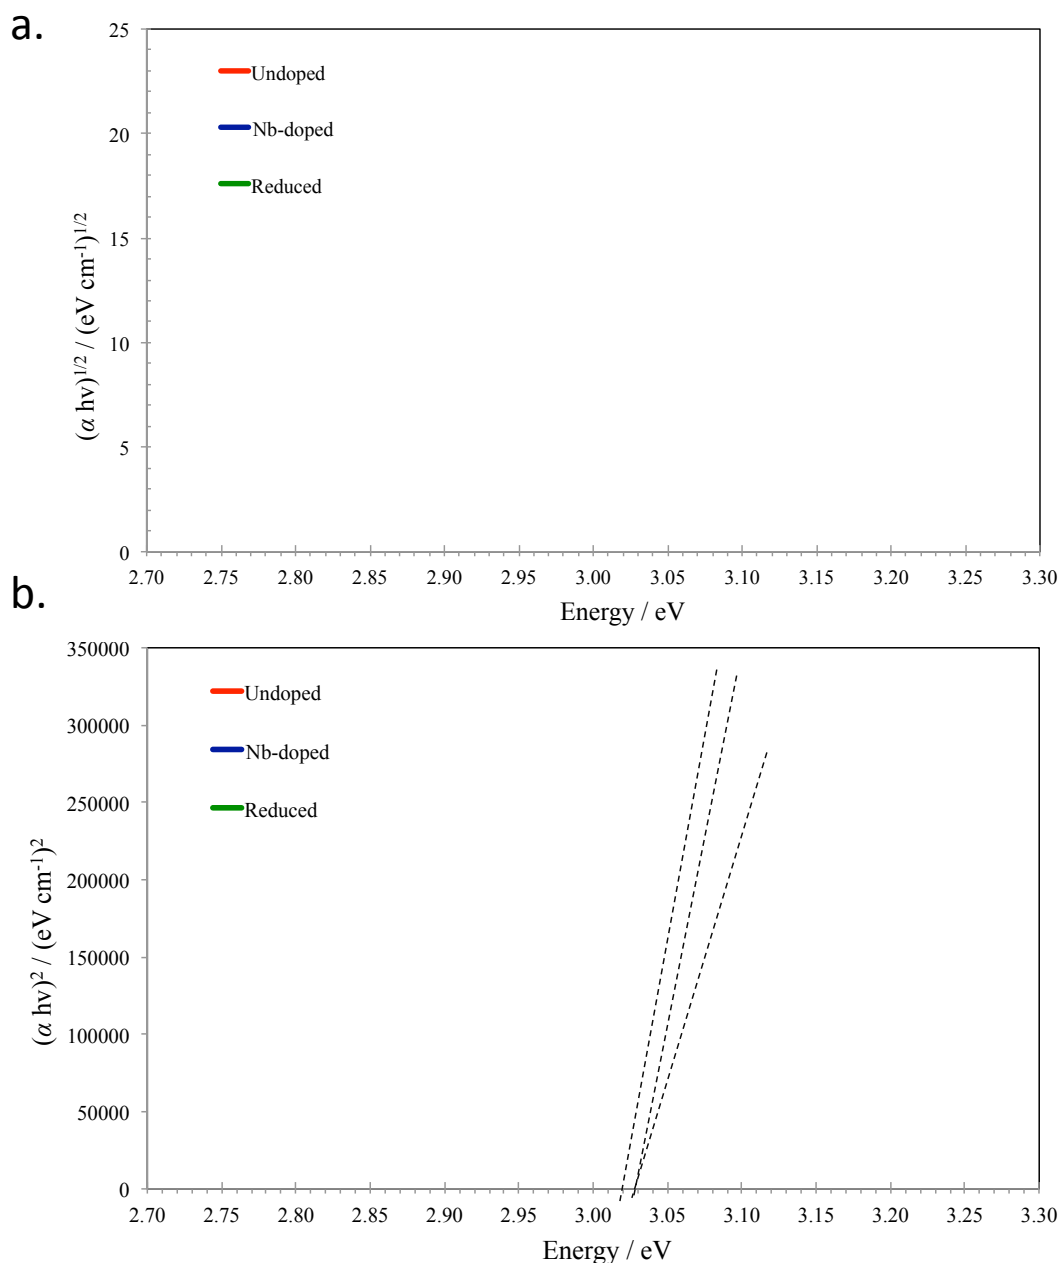 a.
25
20
15
10
5
0
(α hν)1/2 / (eV cm-1)1/2
Undoped
Nb-doped
Reduced
2.70 2.75 2.80 2.85 2.90 2.95 3.00 3.05 3.10 3.15 3.20 3.25 3.30
Energy / eV
b.
350000
300000
250000
200000
150000
100000
50000
0
(α hν)2 / (eV cm-1)2
Undoped
Nb-doped
Reduced
2.70 2.75 2.80 2.85 2.90 2.95 3.00 3.05 3.10 3.15 3.20 3.25 3.30
Energy / eV